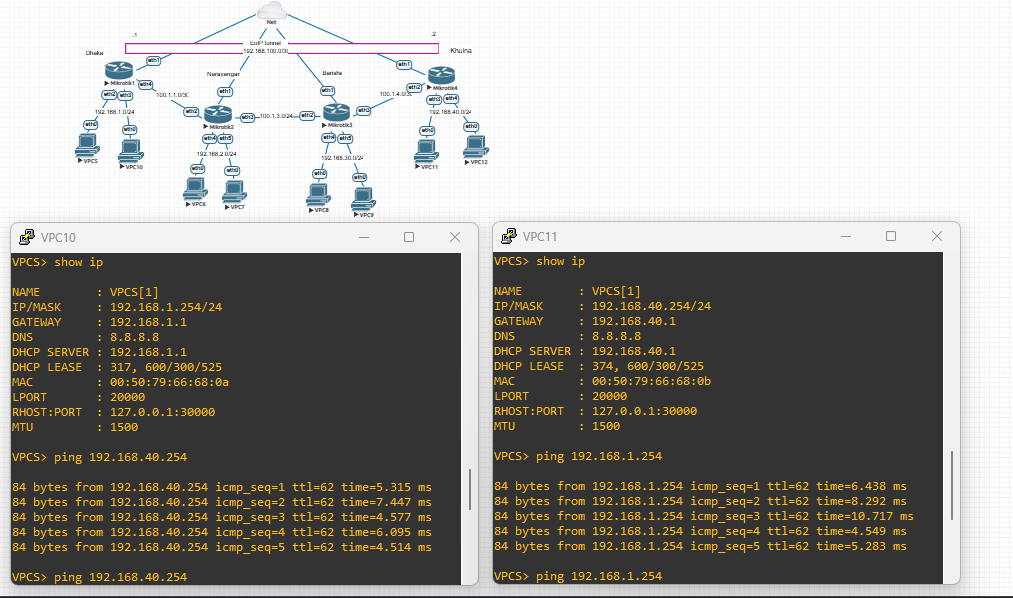 Net
.1
.2
EoIP tunnel
192.168.100.0/30
Dhaka
Khulna
eth1
eth1
Narayangar
Barisha
Mikrotik1
Mikrotik4
eth4
eth2
eth2
eth3
100.1.1.0/30
eth1
eth1
100.1.4.0/30
eth3
eth4
192.168.1.0/24
192.168.40.0/24
eth2
eth3
100.1.3.0/24
eth2
eth3
Mikrotik2
Mikrotik3
eth0
eth0
eth0
eth0
eth4
eth5
eth4
eth5
192.168.2.0/24
192.168.30.0/24
VPC5
VPC10
VPC11
VPC12
eth0
eth0
eth0
eth0
VPC6
VPC7
VPC8
VPC9
VPC10
VPCS> show ip
NAME : VPCS[1]
IP/MASK : 192.168.1.254/24
GATEWAY : 192.168.1.1
DNS : 8.8.8.8
DHCP SERVER : 192.168.1.1
DHCP LEASE : 317, 600/300/525
MAC : 00:50:79:66:68:0a
LPORT : 20000
RHOST:PORT : 127.0.0.1:30000
MTU : 1500
VPCS> ping 192.168.40.254
84 bytes from 192.168.40.254 icmp_seq=1 ttl=62 time=5.315 ms
84 bytes from 192.168.40.254 icmp_seq=2 ttl=62 time=7.447 ms
84 bytes from 192.168.40.254 icmp_seq=3 ttl=62 time=4.577 ms
84 bytes from 192.168.40.254 icmp_seq=4 ttl=62 time=6.095 ms
84 bytes from 192.168.40.254 icmp_seq=5 ttl=62 time=4.514 ms
VPCS> ping 192.168.40.254
VPC11
VPCS> show ip
NAME : VPCS[1]
IP/MASK : 192.168.40.254/24
GATEWAY : 192.168.40.1
DNS : 8.8.8.8
DHCP SERVER : 192.168.40.1
DHCP LEASE : 374, 600/300/525
MAC : 00:50:79:66:68:0b
LPORT : 20000
RHOST:PORT : 127.0.0.1:30000
MTU : 1500
VPCS> ping 192.168.1.254
84 bytes from 192.168.1.254 icmp_seq=1 ttl=62 time=6.438 ms
84 bytes from 192.168.1.254 icmp_seq=2 ttl=62 time=8.292 ms
84 bytes from 192.168.1.254 icmp_seq=3 ttl=62 time=10.717 ms
84 bytes from 192.168.1.254 icmp_seq=4 ttl=62 time=4.549 ms
84 bytes from 192.168.1.254 icmp_seq=5 ttl=62 time=5.283 ms
VPCS> ping 192.168.1.254